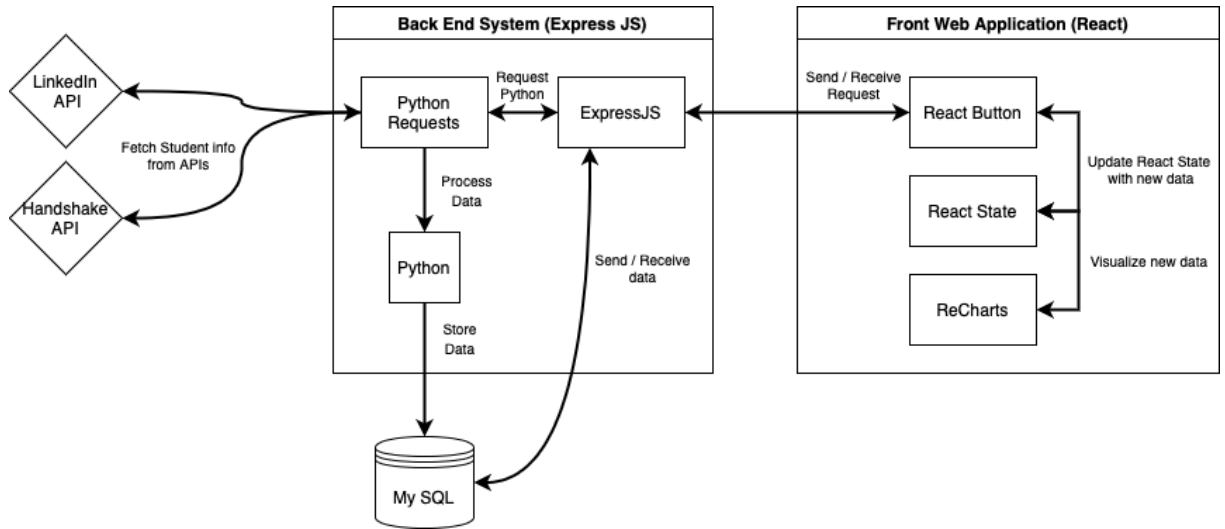 Back End System (Express JS)
Front Web Application (React)
LinkedIn
API
Fetch Student info
from APIs
Handshake
API
Python
Requests
Request
Python
ExpressJS
Process
Data
Python
Store
Data
Send / Receive
data
My SQL
Send / Receive
Request
React Button
Update React State
with new data
React State
Visualize new data
ReCharts